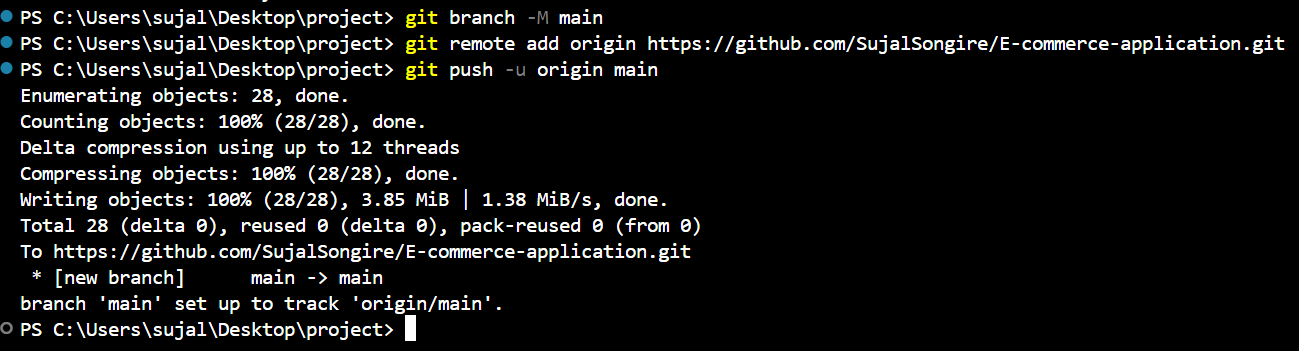 PS C:\Users\sujal\Desktop\project> git branch -M main
PS C:\Users\sujal\Desktop\project> git remote add origin https://github.com/SujalSongire/E-commerce-application.git
PS C:\Users\sujal\Desktop\project> git push -u origin main
Enumerating objects: 28, done.
Counting objects: 100% (28/28), done.
Delta compression using up to 12 threads
Compressing objects: 100% (28/28), done.
Writing objects: 100% (28/28), 3.85 MiB | 1.38 MiB/s, done.
Total 28 (delta 0), reused 0 (delta 0), pack-reused 0 (from 0)
To https://github.com/SujalSongire/E-commerce-application.git
 * [new branch]      main -> main
branch 'main' set up to track 'origin/main'.
PS C:\Users\sujal\Desktop\project>